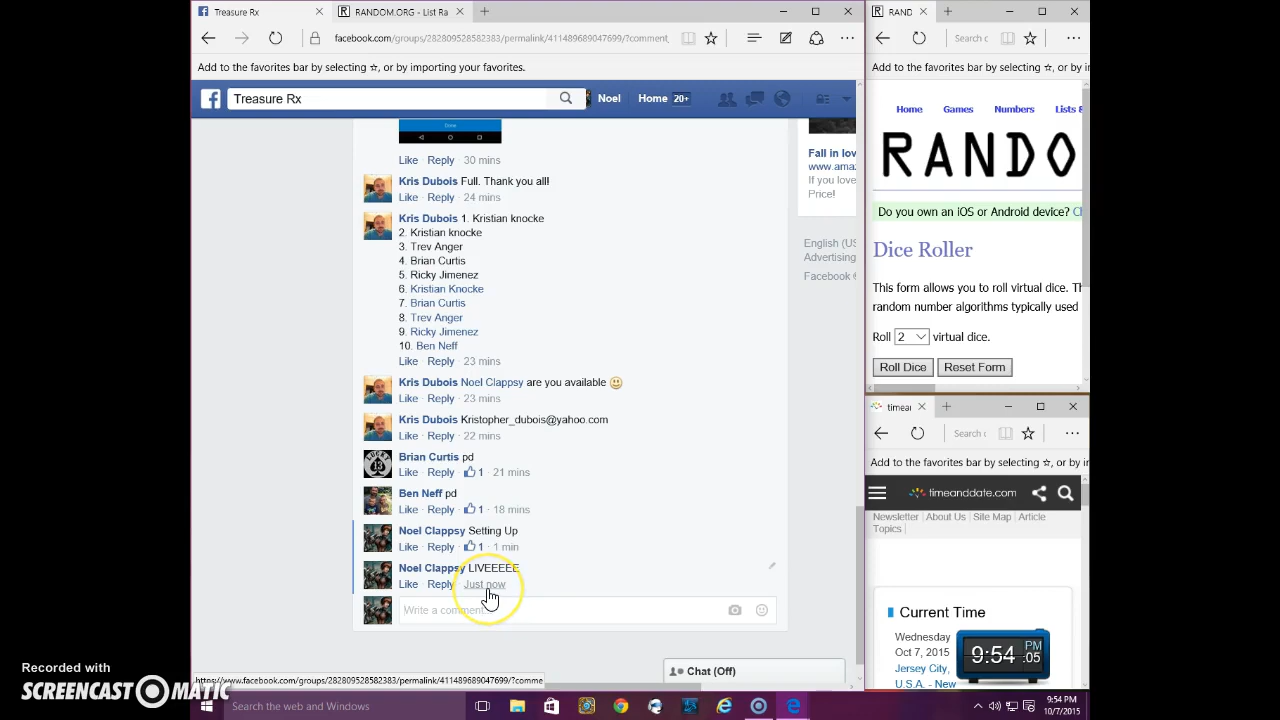 Treasure Rx
RANDOM.ORG - List Ra
facebook.com/groups/282809528582383/permalink/411489689047699/?comment_
Add to the favorites bar by selecting ☆, or by importing your favorites.
Treasure Rx
Noel
Home 20+
Done
Like · Reply · 30 mins
Kris Dubois Full. Thank you all!
Like · Reply · 24 mins
Kris Dubois 1. Kristian knocke
2. Kristian knocke
3. Trev Anger
4. Brian Curtis
5. Ricky Jimenez
6. Kristian Knocke
7. Brian Curtis
8. Trev Anger
9. Ricky Jimenez
10. Ben Neff
Like · Reply · 23 mins
Kris Dubois Noel Clappsy are you available
Like · Reply · 23 mins
Kris Dubois Kristopher_dubois@yahoo.com
Like · Reply · 22 mins
Brian Curtis pd
Like · Reply · 1 · 21 mins
Ben Neff pd
Like · Reply · 1 · 18 mins
Noel Clappsy Setting Up
Like · Reply · 1 · 1 min
Noel Clappsy LIVEEEEE
Like · Reply · Just now
Write a comment...
Fall in lov
www.ama
If you love
Price!
English (US
Advertising
Facebook ©
Chat (Off)
https://www.facebook.com/groups/282809528582383/permalink/411489689047699/?comme
RAND
Search c
Add to the favorites bar by selecting ☆, or by i
Home Games Numbers Lists &
RANDO
Do you own an iOS or Android device? C
Dice Roller
This form allows you to roll virtual dice. T
random number algorithms typically used
Roll 2 virtual dice.
Roll Dice Reset Form
timeanc
Search c
Add to the favorites bar by selecting ☆, or by i
timeanddate.com
Newsletter | About Us | Site Map | Article
Topics |
Current Time
Wednesday
Oct 7, 2015
Jersey City,
U.S.A. - New
9:54 PM
:05
Recorded with
SCREENCAST MATIC
Search the web and Windows
9:54 PM
10/7/2015